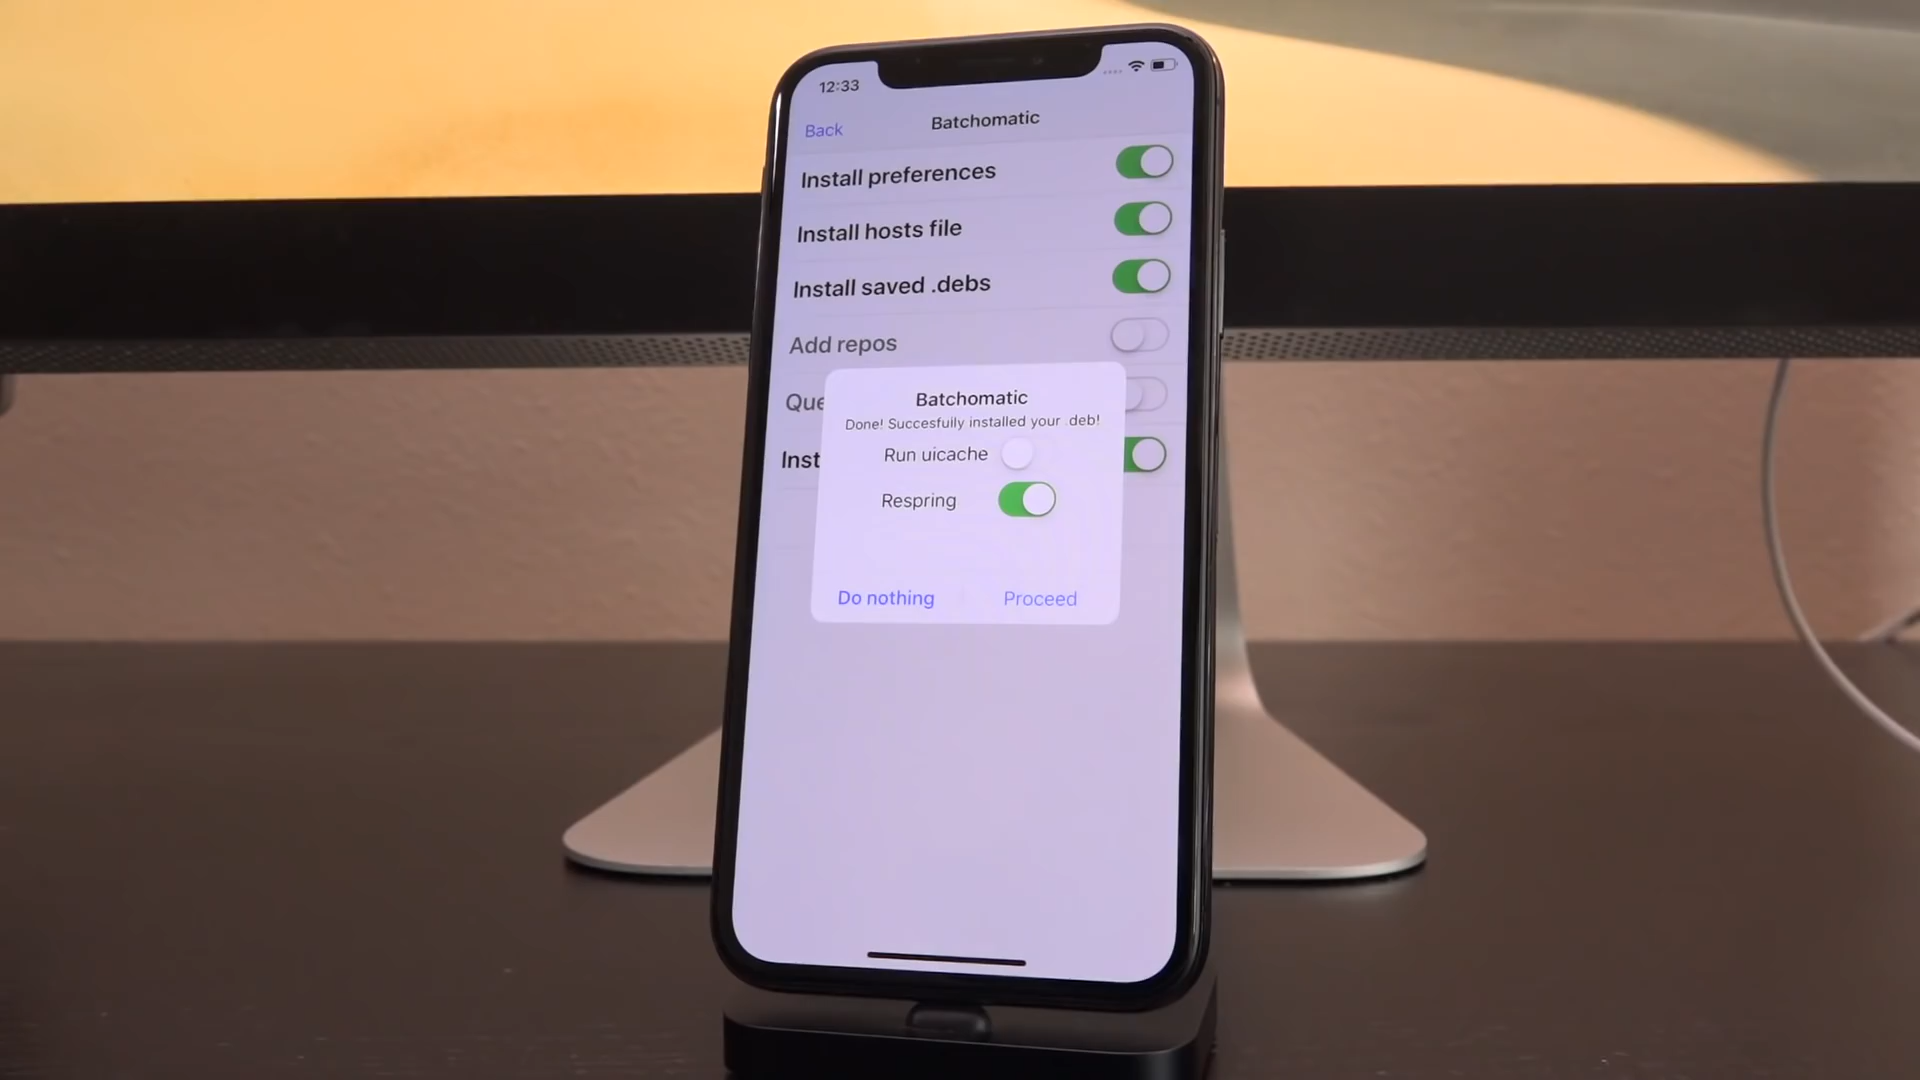 12:33
Back
Batchomatic
Install preferences
Install hosts file
Install saved .debs
Add repos
Que
Inst
Batchomatic
Done! Succesfully installed your .deb!
Run uicache
Respring
Do nothing
Proceed